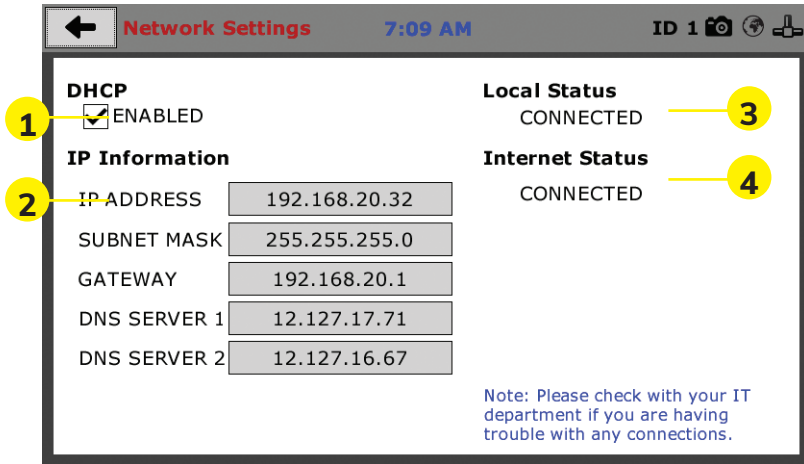 Network Settings 7:09 AM ID 1
DHCP
1 ENABLED
IP Information
2 IP ADDRESS 192.168.20.32
SUBNET MASK 255.255.255.0
GATEWAY 192.168.20.1
DNS SERVER 1 12.127.17.71
DNS SERVER 2 12.127.16.67
Local Status
CONNECTED 3
Internet Status
CONNECTED 4
Note: Please check with your IT
department if you are having
trouble with any connections.